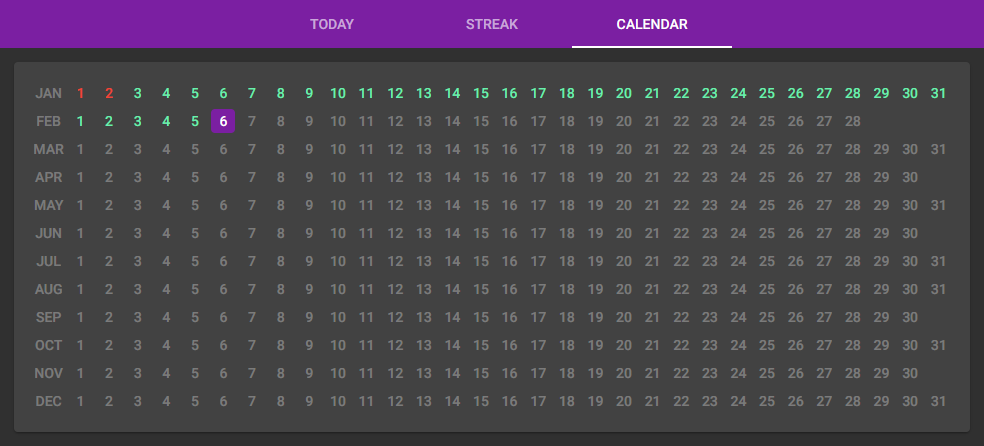 TODAY STREAK CALENDAR
JAN 1 2 3 4 5 6 7 8 9 10 11 12 13 14 15 16 17 18 19 20 21 22 23 24 25 26 27 28 29 30 31
FEB 1 2 3 4 5 6 7 8 9 10 11 12 13 14 15 16 17 18 19 20 21 22 23 24 25 26 27 28
MAR 1 2 3 4 5 6 7 8 9 10 11 12 13 14 15 16 17 18 19 20 21 22 23 24 25 26 27 28 29 30 31
APR 1 2 3 4 5 6 7 8 9 10 11 12 13 14 15 16 17 18 19 20 21 22 23 24 25 26 27 28 29 30
MAY 1 2 3 4 5 6 7 8 9 10 11 12 13 14 15 16 17 18 19 20 21 22 23 24 25 26 27 28 29 30 31
JUN 1 2 3 4 5 6 7 8 9 10 11 12 13 14 15 16 17 18 19 20 21 22 23 24 25 26 27 28 29 30
JUL 1 2 3 4 5 6 7 8 9 10 11 12 13 14 15 16 17 18 19 20 21 22 23 24 25 26 27 28 29 30 31
AUG 1 2 3 4 5 6 7 8 9 10 11 12 13 14 15 16 17 18 19 20 21 22 23 24 25 26 27 28 29 30 31
SEP 1 2 3 4 5 6 7 8 9 10 11 12 13 14 15 16 17 18 19 20 21 22 23 24 25 26 27 28 29 30
OCT 1 2 3 4 5 6 7 8 9 10 11 12 13 14 15 16 17 18 19 20 21 22 23 24 25 26 27 28 29 30 31
NOV 1 2 3 4 5 6 7 8 9 10 11 12 13 14 15 16 17 18 19 20 21 22 23 24 25 26 27 28 29 30
DEC 1 2 3 4 5 6 7 8 9 10 11 12 13 14 15 16 17 18 19 20 21 22 23 24 25 26 27 28 29 30 31